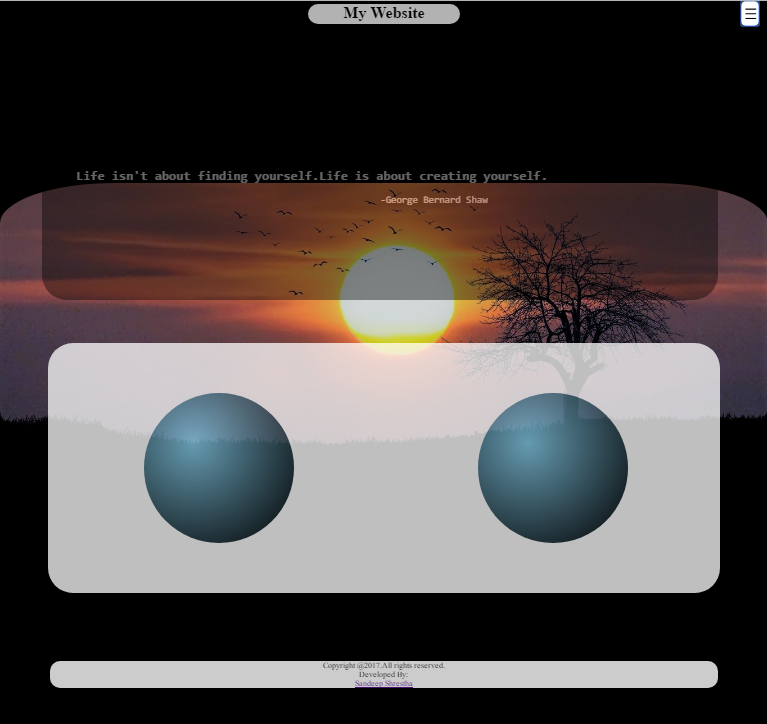 My Website
☰
Life isn't about finding yourself.Life is about creating yourself.
-George Bernard Shaw
Copyright @2017.All rights reserved.
Developed By:
Sandeep Shrestha